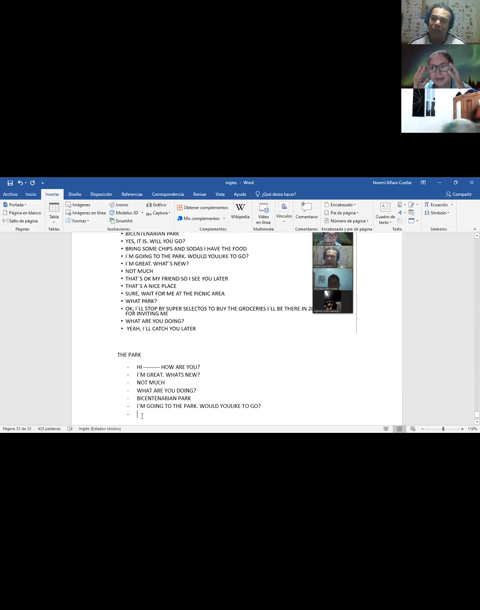 ingles. - Word
Noemi Alfaro Cuellar
Archivo Inicio Insertar Diseño Disposición Referencias Correspondencia Revisar Vista Ayuda ¿Qué desea hacer? Compartir
Portada
Página en blanco
Salto de página
Páginas
Tabla
Tablas
Imágenes
Imágenes en línea
Formas
Iconos
Modelos 3D
SmartArt
Gráfico
Captura
Ilustraciones
Obtener complementos
Mis complementos
Complementos
Wikipedia
Vídeo en línea
Multimedia
Vínculos
Comentario
Comentarios
Encabezado
Pie de página
Número de página
Encabezado y pie de página
Cuadro de texto
Texto
Ecuación
Símbolo
Símbolos
BICENTENARIAN PARK
• YES, IT IS. WILL YOU GO?
• BRING SOME CHIPS AND SODAS I HAVE THE FOOD
• I´M GOING TO THE PARK. WOULD YOULIKE TO GO?
• I´M GREAT. WHAT´S NEW?
• NOT MUCH
• THAT´S OK MY FRIEND SO I SEE YOU LATER
• THAT´S A NICE PLACE
• SURE, WAIT FOR ME AT THE PICNIC AREA
• WHAT PARK?
• OK, I´LL STOP BY SUPER SELECTOS TO BUY THE GROCERIES I´LL BE THERE IN
FOR INVITING ME
• WHAT ARE YOU DOING?
• YEAH, I´LL CATCH YOU LATER
THE PARK
- HI ---------- HOW ARE YOU?
- I´M GREAT. WHATS NEW?
- NOT MUCH
- WHAT ARE YOU DOING?
- BICENTENARIAN PARK
- I´M GOING TO THE PARK. WOULD YOULIKE TO GO?
-
425 palabras
Inglés (Estados Unidos)